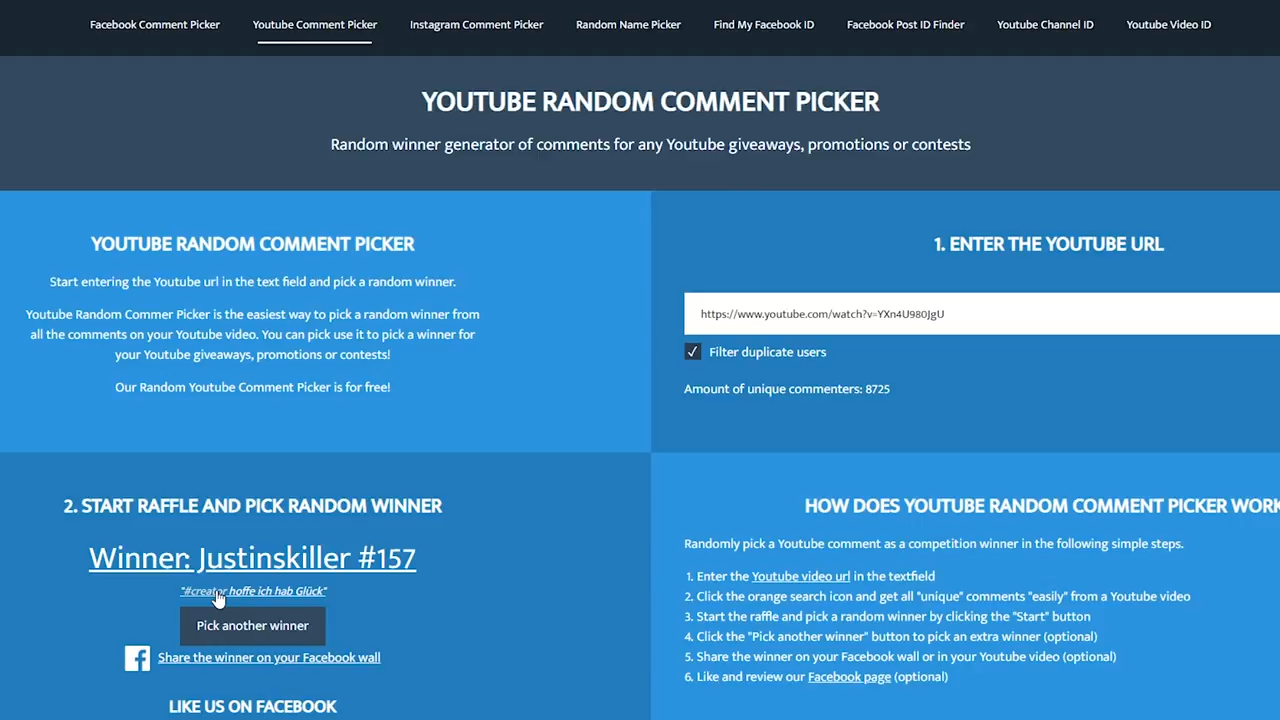 Facebook Comment Picker
Youtube Comment Picker
Instagram Comment Picker
Random Name Picker
Find My Facebook ID
Facebook Post ID Finder
Youtube Channel ID
Youtube Video ID
YOUTUBE RANDOM COMMENT PICKER
Random winner generator of comments for any Youtube giveaways, promotions or contests
YOUTUBE RANDOM COMMENT PICKER
Start entering the Youtube url in the text field and pick a random winner.
Youtube Random Commer Picker is the easiest way to pick a random winner from
all the comments on your Youtube video. You can pick use it to pick a winner for
your Youtube giveaways, promotions or contests!
Our Random Youtube Comment Picker is for free!
1. ENTER THE YOUTUBE URL
https://www.youtube.com/watch?v=YXn4U980JgU
Filter duplicate users
Amount of unique commenters: 8725
2. START RAFFLE AND PICK RANDOM WINNER
Winner: Justinskiller #157
"#creator hoffe ich hab Glück"
Pick another winner
Share the winner on your Facebook wall
LIKE US ON FACEBOOK
HOW DOES YOUTUBE RANDOM COMMENT PICKER WORK
Randomly pick a Youtube comment as a competition winner in the following simple steps.
1. Enter the Youtube video url in the textfield
2. Click the orange search icon and get all "unique" comments "easily" from a Youtube video
3. Start the raffle and pick a random winner by clicking the "Start" button
4. Click the "Pick another winner" button to pick an extra winner (optional)
5. Share the winner on your Facebook wall or in your Youtube video (optional)
6. Like and review our Facebook page (optional)